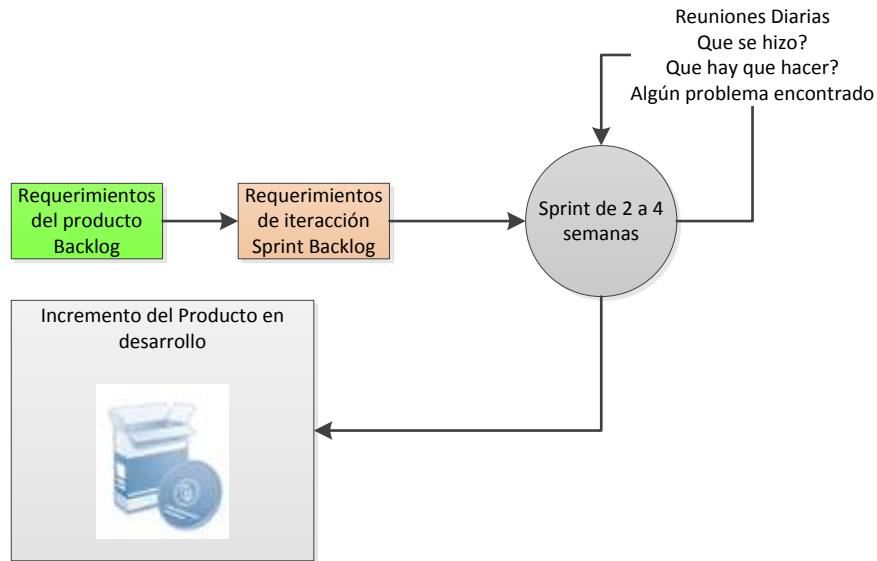 Reuniones Diarias
Que se hizo?
Que hay que hacer?
Algún problema encontrado
Requerimientos
del producto
Backlog
Requerimientos
de iteracción
Sprint Backlog
Sprint de 2 a 4
semanas
Incremento del Producto en
desarrollo